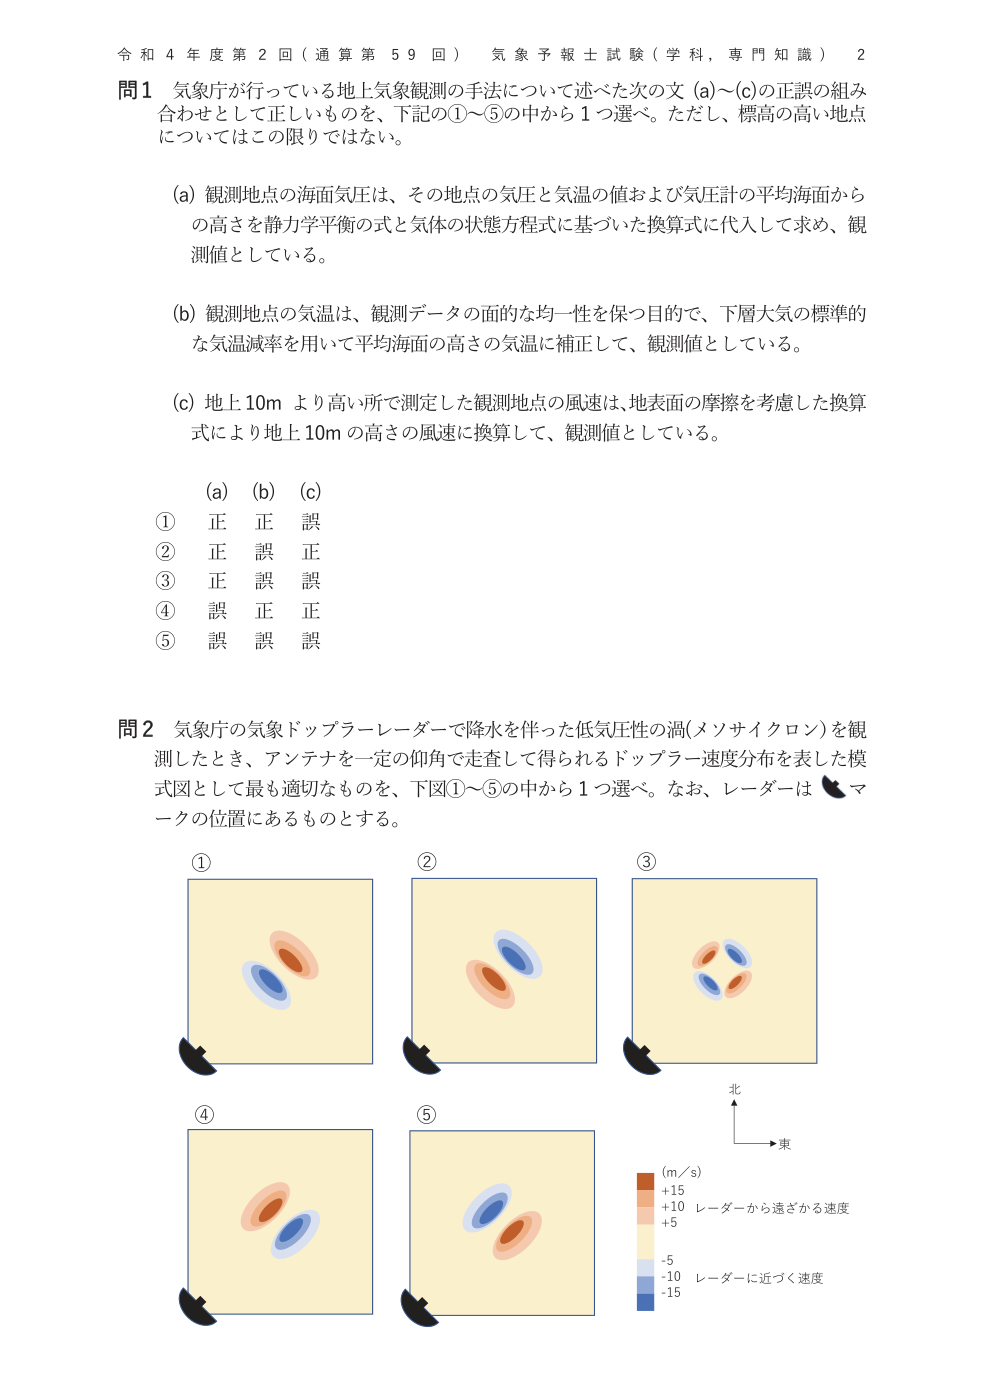 令和４年度第２回(通算第 59 回) 気象予報士試験(学科, 専門知識) 2
問1 気象庁が行っている地上気象観測の手法について述べた次の文 (a)～(c)の正誤の組み
合わせとして正しいものを、下記の①～⑤の中から１つ選べ。ただし、標高の高い地点
についてはこの限りではない。
(a) 観測地点の海面気圧は、その地点の気圧と気温の値および気圧計の平均海面から
の高さを静力学平衡の式と気体の状態方程式に基づいた換算式に代入して求め、観
測値としている。
(b) 観測地点の気温は、観測データの面的な均一性を保つ目的で、下層大気の標準的
な気温減率を用いて平均海面の高さの気温に補正して、観測値としている。
(c) 地上10m より高い所で測定した観測地点の風速は、地表面の摩擦を考慮した換算
式により地上10m の高さの風速に換算して、観測値としている。
(a) (b) (c)
① 正 正 誤
② 正 誤 正
③ 正 誤 誤
④ 誤 正 正
⑤ 誤 誤 誤
問2 気象庁の気象ドップラーレーダーで降水を伴った低気圧性の渦(メソサイクロン)を観
測したとき、アンテナを一定の仰角で走査して得られるドップラー速度分布を表した模
式図として最も適切なものを、下図①～⑤の中から１つ選べ。なお、レーダーは マ
ークの位置にあるものとする。
① ② ③
北
東
④ ⑤
(m／s)
+15
+10 レーダーから遠ざかる速度
+5
-5
-10 レーダーに近づく速度
-15